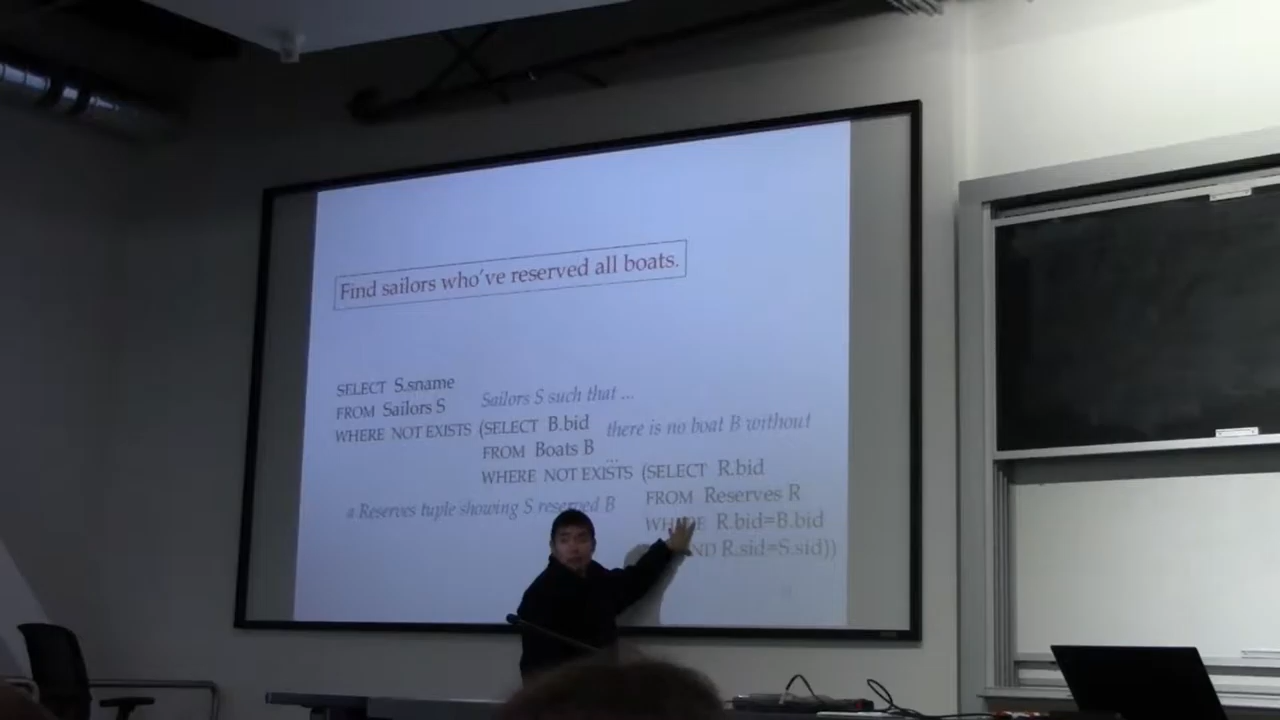 Find sailors who've reserved all boats.
SELECT S.sname
FROM Sailors S
Sailors S such that ...
WHERE NOT EXISTS (SELECT B.bid
there is no boat B without
FROM Boats B
...
WHERE NOT EXISTS (SELECT R.bid
a Reserves tuple showing S reserved B
FROM Reserves R
WHERE R.bid=B.bid
R.sid=S.sid))